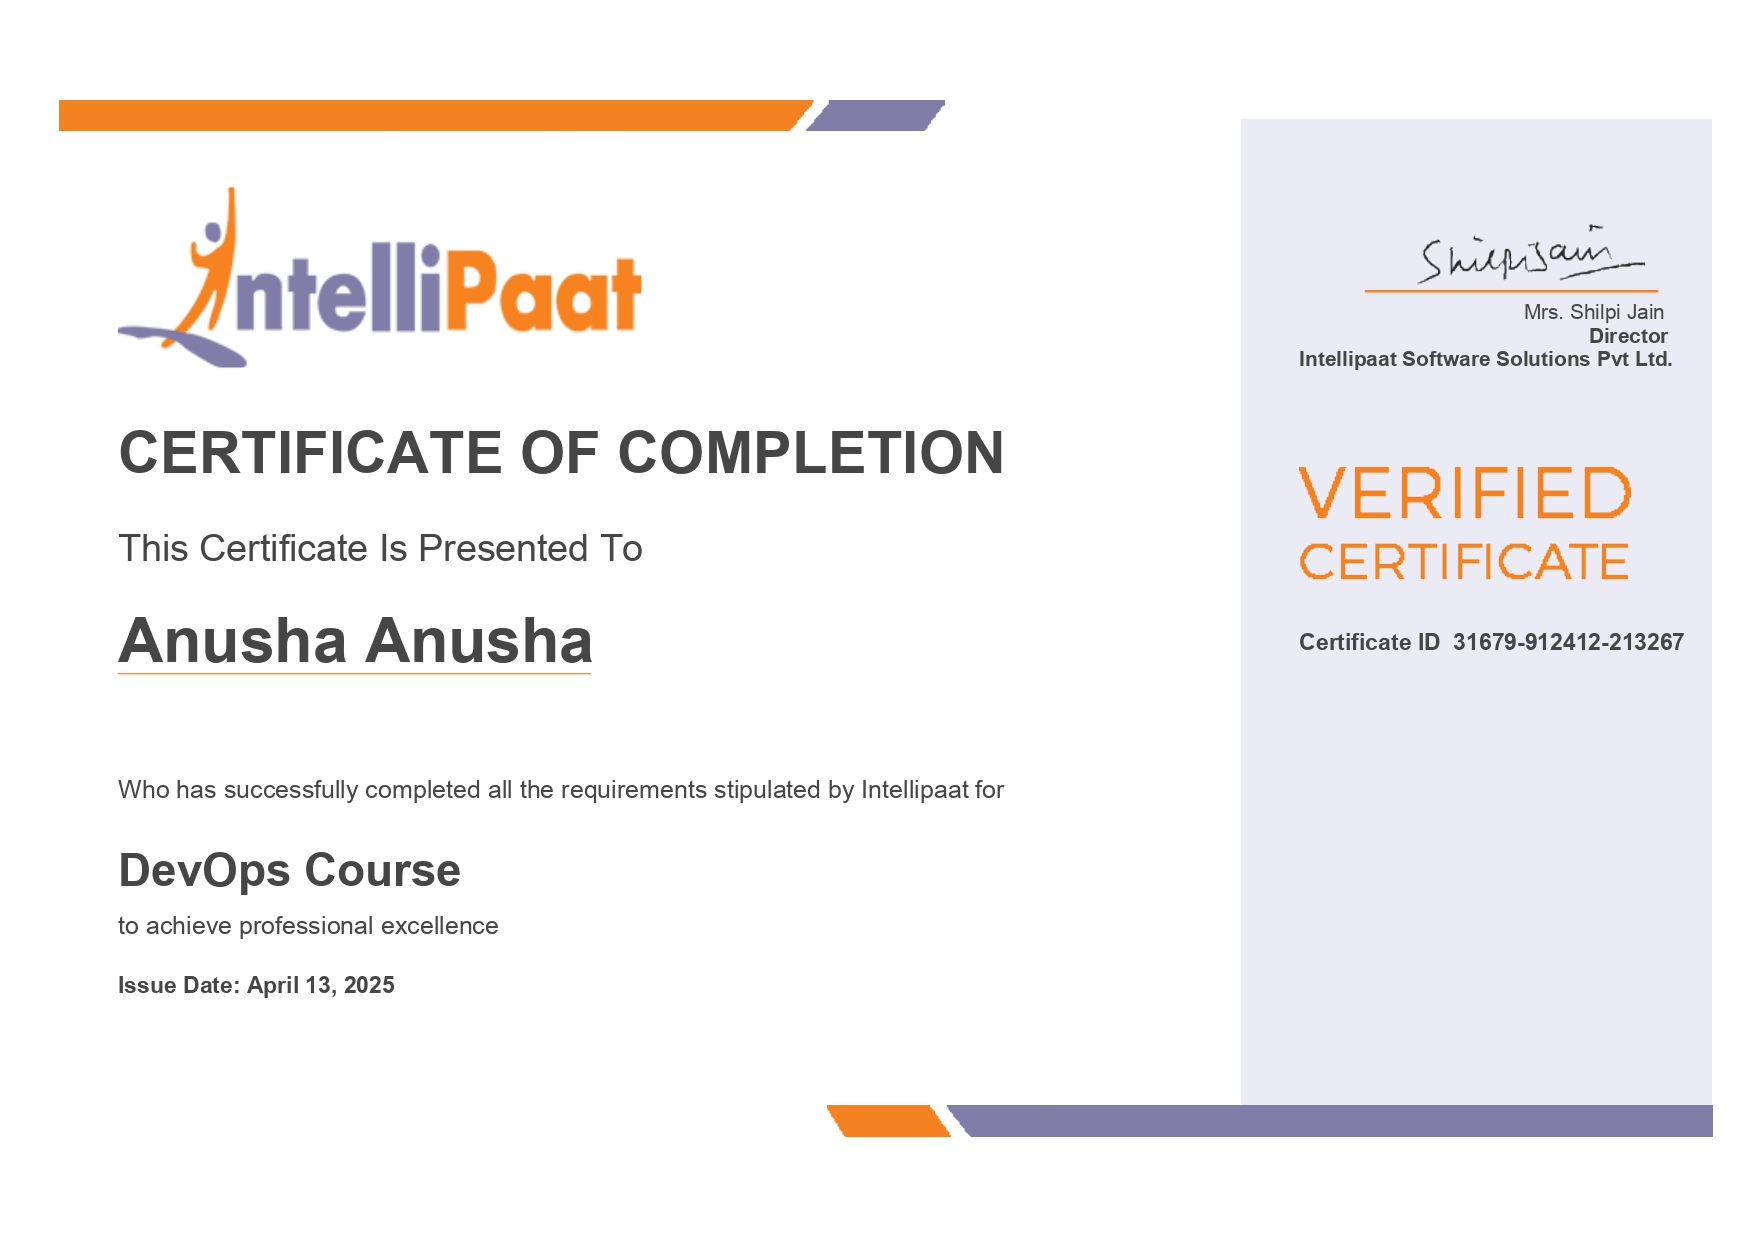 IntelliPaat
CERTIFICATE OF COMPLETION
This Certificate Is Presented To
Anusha Anusha
Who has successfully completed all the requirements stipulated by Intellipaat for
DevOps Course
to achieve professional excellence
Issue Date: April 13, 2025
Shilpi Jain
Mrs. Shilpi Jain
Director
Intellipaat Software Solutions Pvt Ltd.
VERIFIED
CERTIFICATE
Certificate ID 31679-912412-213267